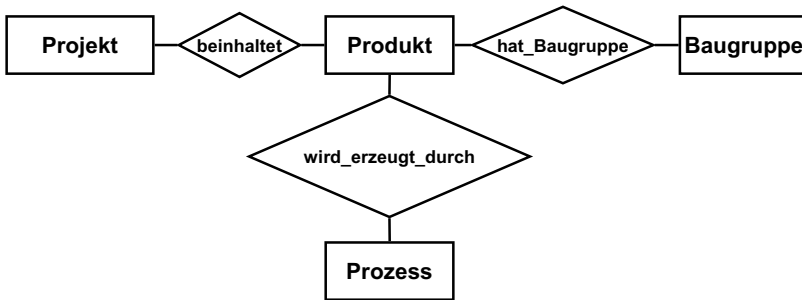 Projekt
beinhaltet
Produkt
hat_Baugruppe
Baugruppe
wird_erzeugt_durch
Prozess